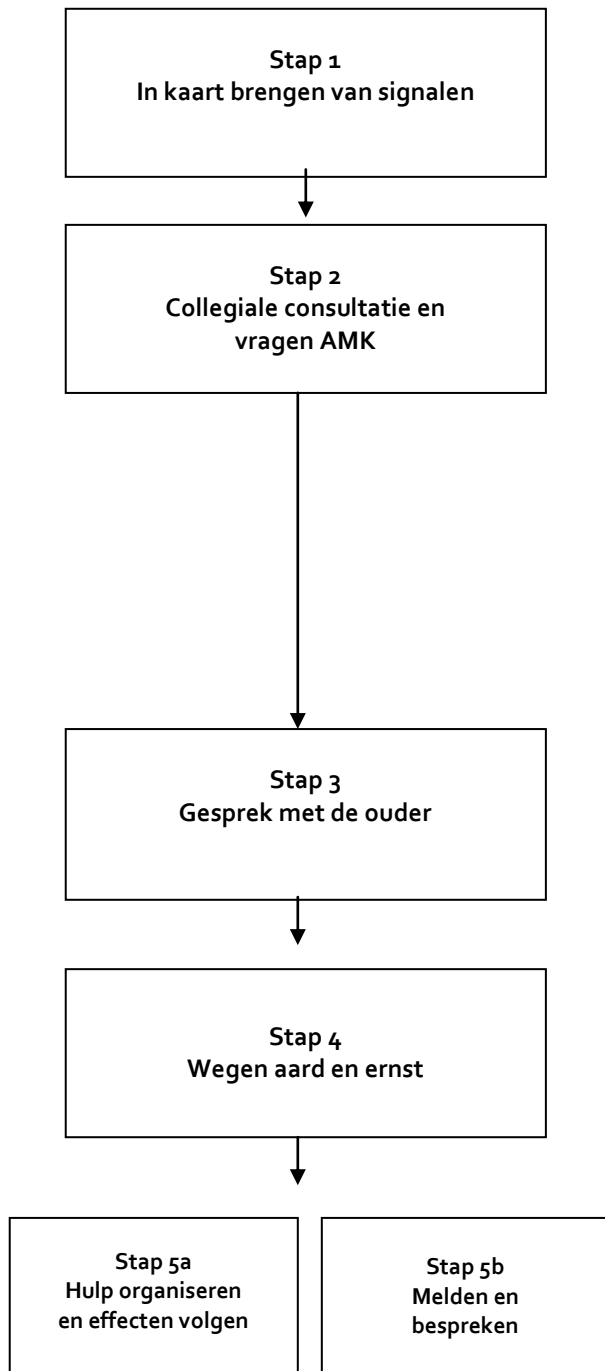 Stap 1
In kaart brengen van signalen
Stap 2
Collegiale consultatie en
vragen AMK
Stap 3
Gesprek met de ouder
Stap 4
Wegen aard en ernst
Stap 5a
Hulp organiseren
en effecten volgen
Stap 5b
Melden en
bespreken